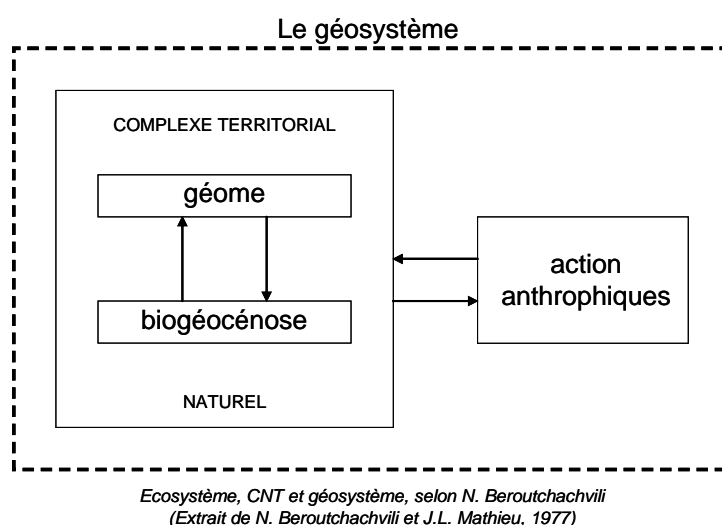 Le géosystème
COMPLEXE TERRITORIAL
géome
biogéocénose
NATUREL
action
anthrophiques
Ecosystème, CNT et géosystème, selon N. Beroutchachvili
(Extrait de N. Beroutchachvili et J.L. Mathieu, 1977)